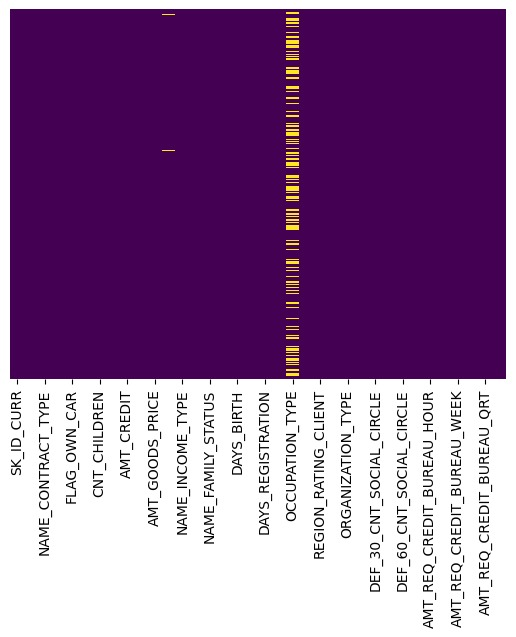 SK_ID_CURR
NAME_CONTRACT_TYPE
FLAG_OWN_CAR
CNT_CHILDREN
AMT_CREDIT
AMT_GOODS_PRICE
NAME_INCOME_TYPE
NAME_FAMILY_STATUS
DAYS_BIRTH
DAYS_REGISTRATION
OCCUPATION_TYPE
REGION_RATING_CLIENT
ORGANIZATION_TYPE
DEF_30_CNT_SOCIAL_CIRCLE
DEF_60_CNT_SOCIAL_CIRCLE
AMT_REQ_CREDIT_BUREAU_HOUR
AMT_REQ_CREDIT_BUREAU_WEEK
AMT_REQ_CREDIT_BUREAU_QRT